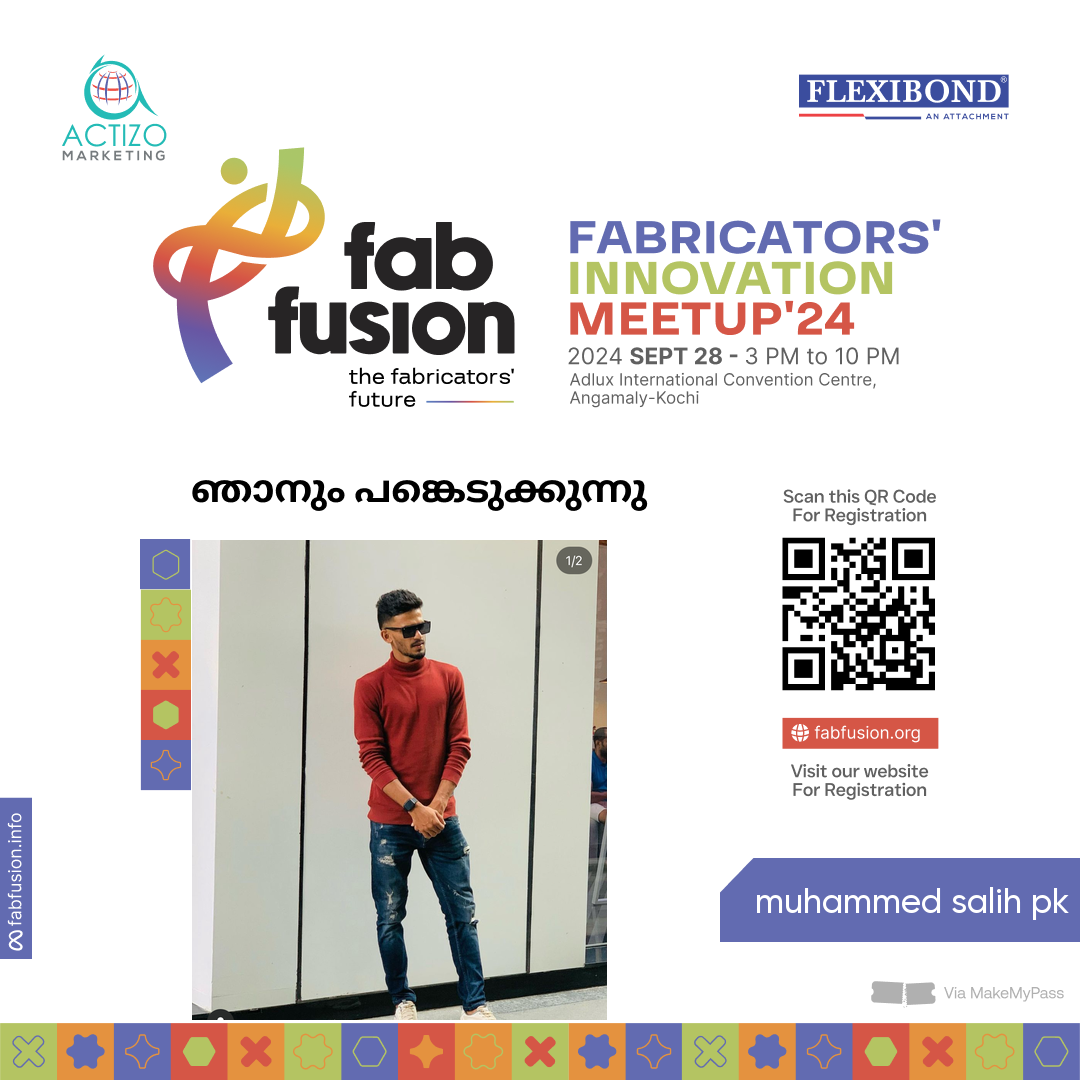 ACTIZO
MARKETING
FLEXIBOND®
AN ATTACHMENT
fab
fusion
the fabricators'
future
FABRICATORS'
INNOVATION
MEETUP'24
2024 SEPT 28 - 3 PM to 10 PM
Adlux International Convention Centre,
Angamaly-Kochi
ഞാനും പങ്കെടുക്കുന്നു
1/2
Scan this QR Code
For Registration
fabfusion.org
Visit our website
For Registration
fabfusion.info
muhammed salih pk
Via MakeMyPass